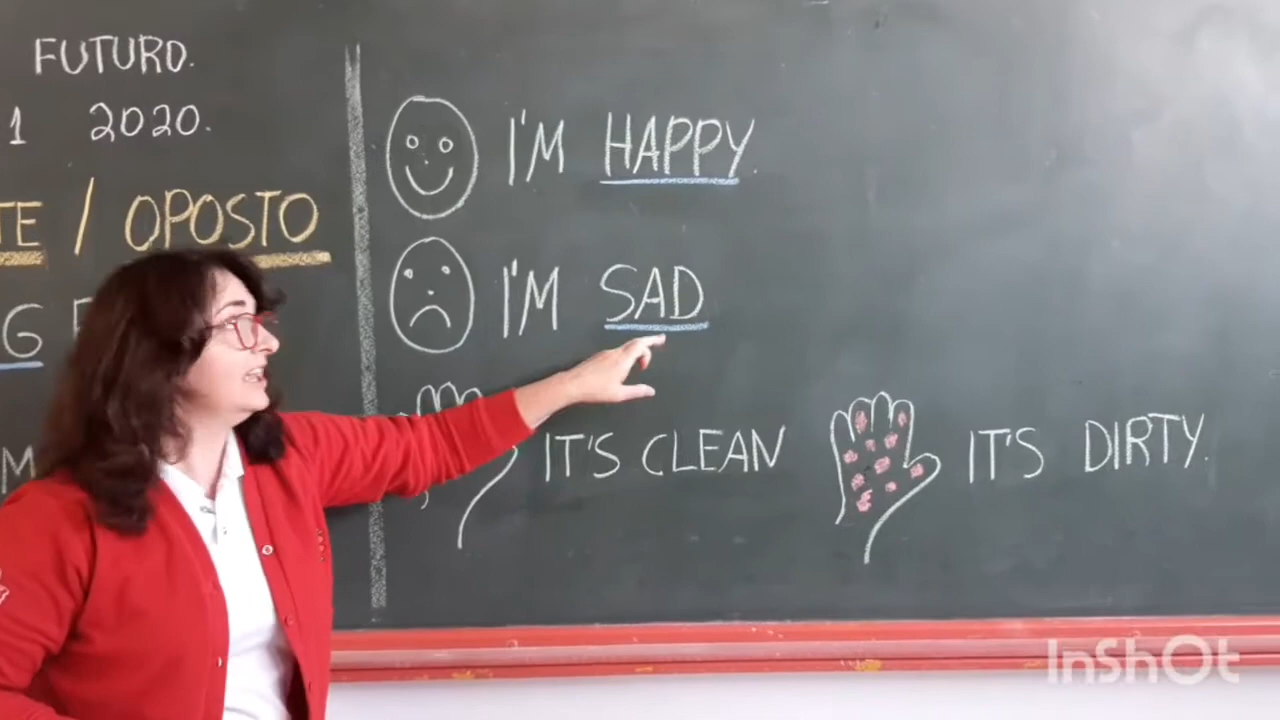 FUTURO.
1 2020.
TE / OPOSTO
G
M
I'M HAPPY.
I'M SAD
IT'S CLEAN
IT'S DIRTY.
InShOt